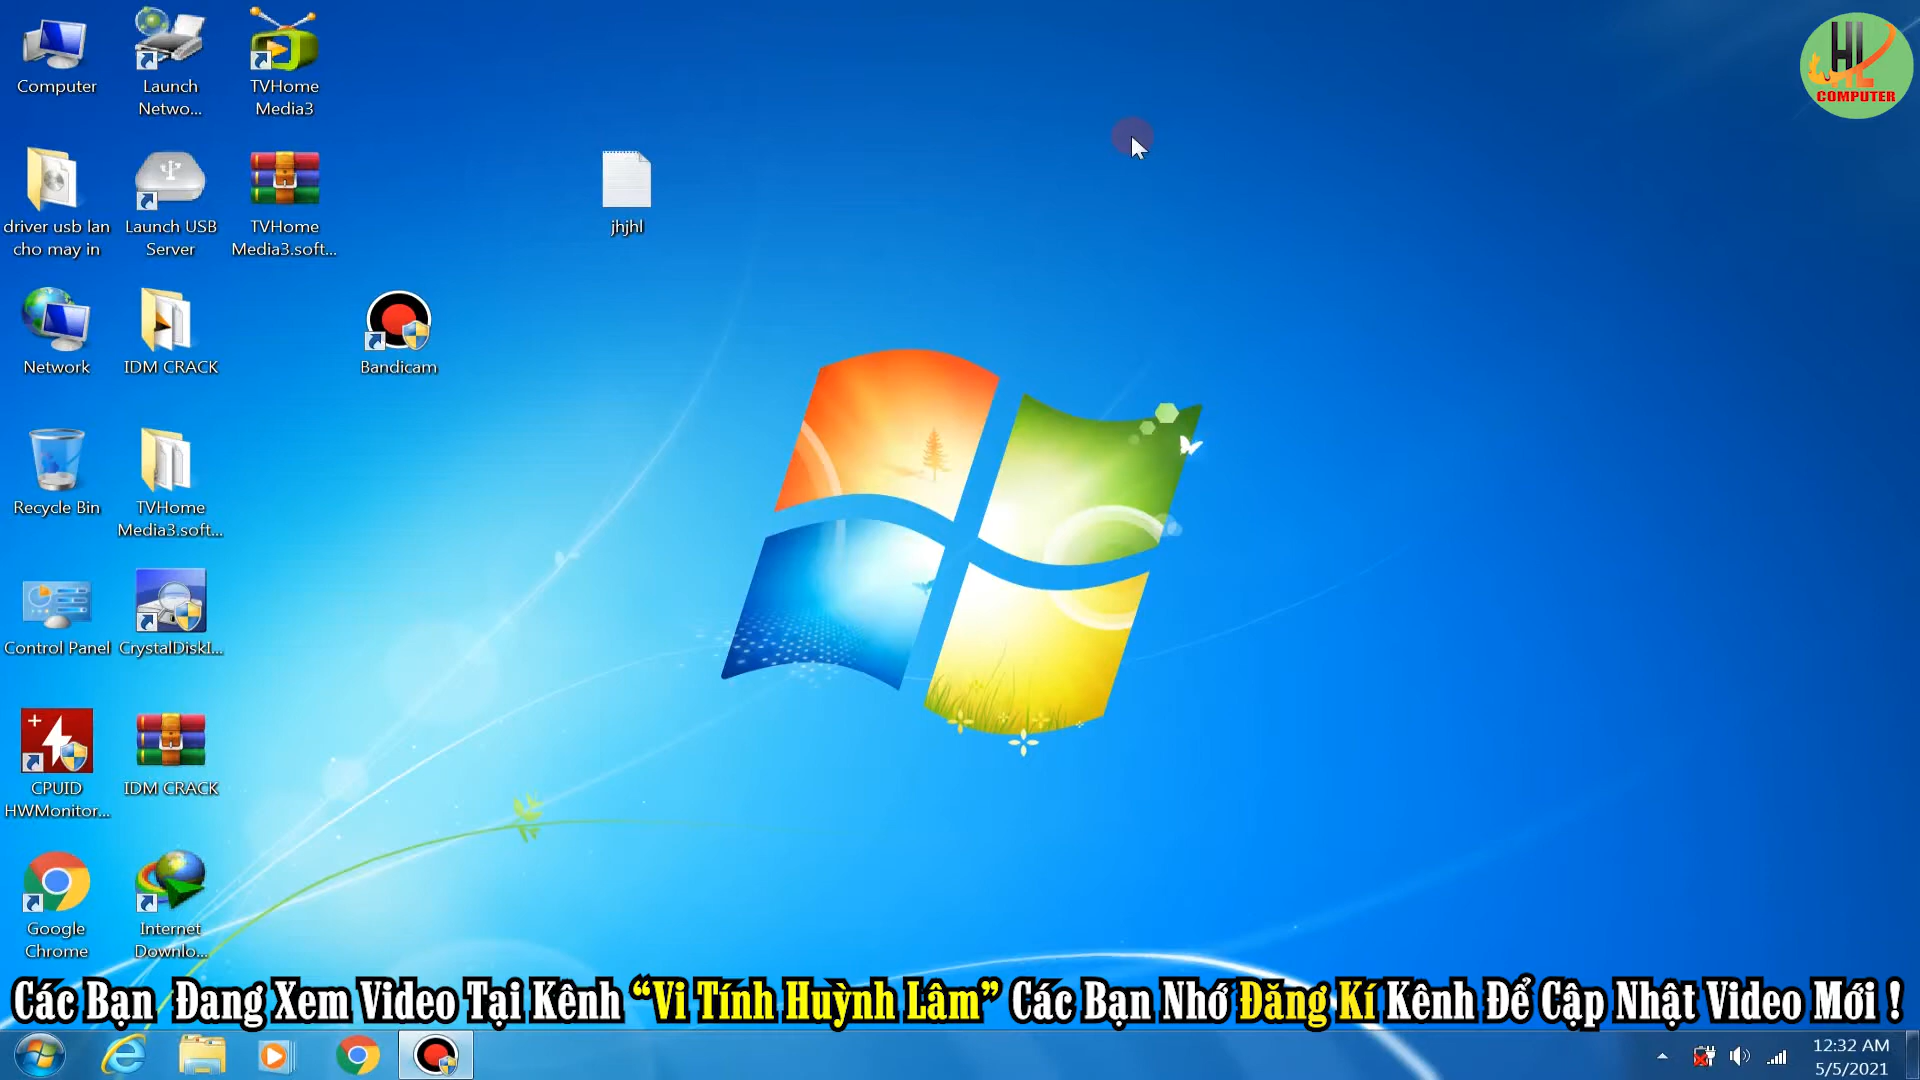 Computer
Launch
Netwo...
TVHome
Media3
HL
COMPUTER
driver usb lan
cho may in
Launch USB
Server
TVHome
Media3.soft...
jhjhl
Network
IDM CRACK
Bandicam
Recycle Bin
TVHome
Media3.soft...
Control Panel
CrystalDiskI...
CPUID
HWMonitor...
IDM CRACK
Google
Chrome
Internet
Downlo...
Các Bạn Đang Xem Video Tại Kênh “Vi Tính Huỳnh Lâm” Các Bạn Nhớ Đăng Kí Kênh Để Cập Nhật Video Mới !
12:32 AM
5/5/2021